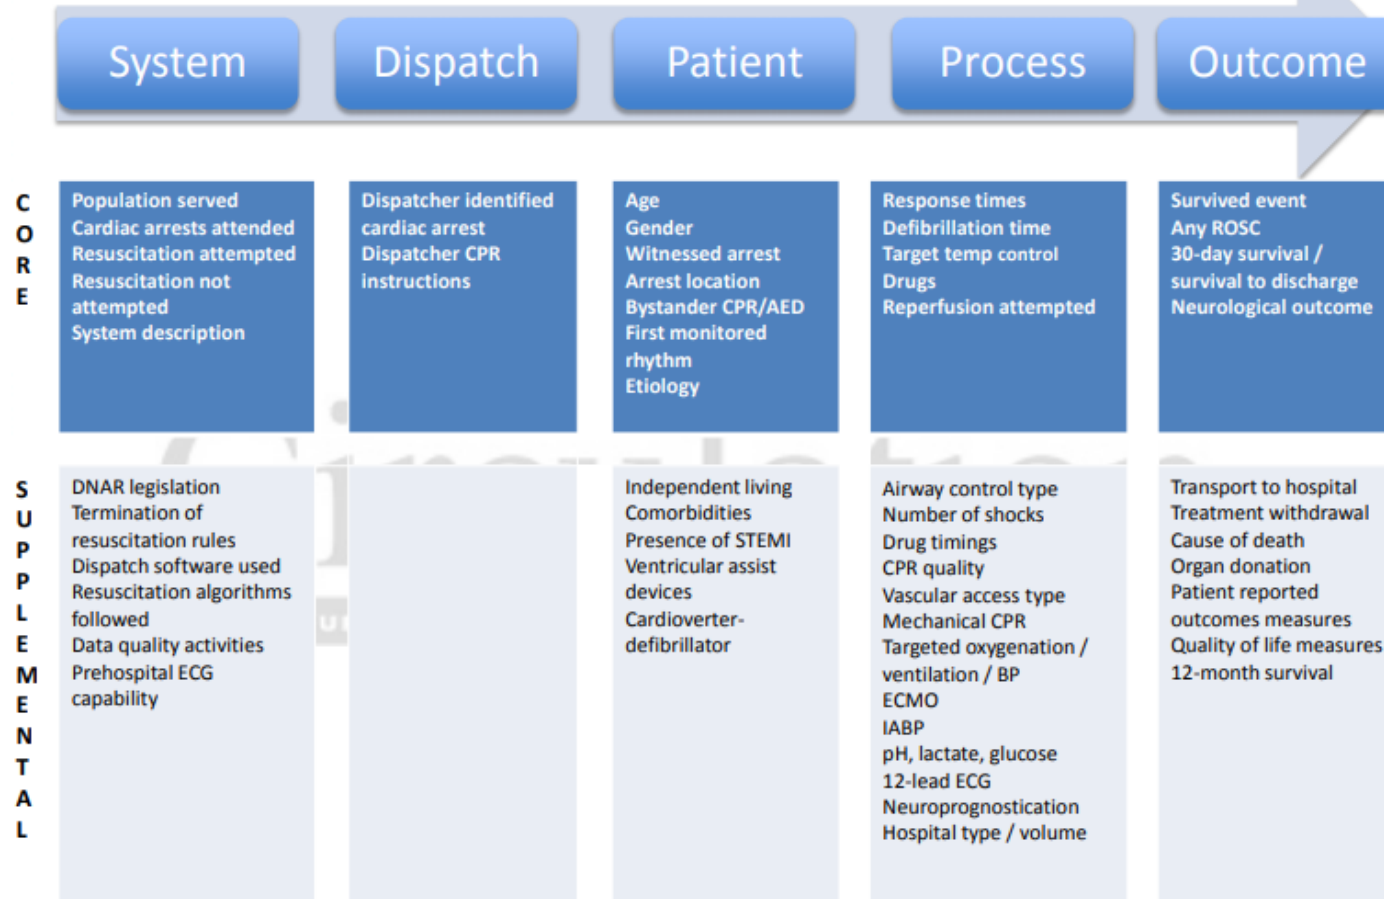 System
Dispatch
Patient
Process
Outcome
CORE
Population served
Cardiac arrests attended
Resuscitation attempted
Resuscitation not
attempted
System description
Dispatcher identified
cardiac arrest
Dispatcher CPR
instructions
Age
Gender
Witnessed arrest
Arrest location
Bystander CPR/AED
First monitored
rhythm
Etiology
Response times
Defibrillation time
Target temp control
Drugs
Reperfusion attempted
Survived event
Any ROSC
30-day survival /
survival to discharge
Neurological outcome
SUPPLEMENTAL
DNAR legislation
Termination of
resuscitation rules
Dispatch software used
Resuscitation algorithms
followed
Data quality activities
Prehospital ECG
capability
Independent living
Comorbidities
Presence of STEMI
Ventricular assist
devices
Cardioverter-
defibrillator
Airway control type
Number of shocks
Drug timings
CPR quality
Vascular access type
Mechanical CPR
Targeted oxygenation /
ventilation / BP
ECMO
IABP
pH, lactate, glucose
12-lead ECG
Neuroprognostication
Hospital type / volume
Transport to hospital
Treatment withdrawal
Cause of death
Organ donation
Patient reported
outcomes measures
Quality of life measures
12-month survival